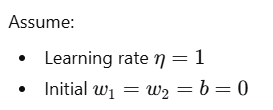 Assume:
• Learning rate η = 1
• Initial w₁ = w₂ = b = 0